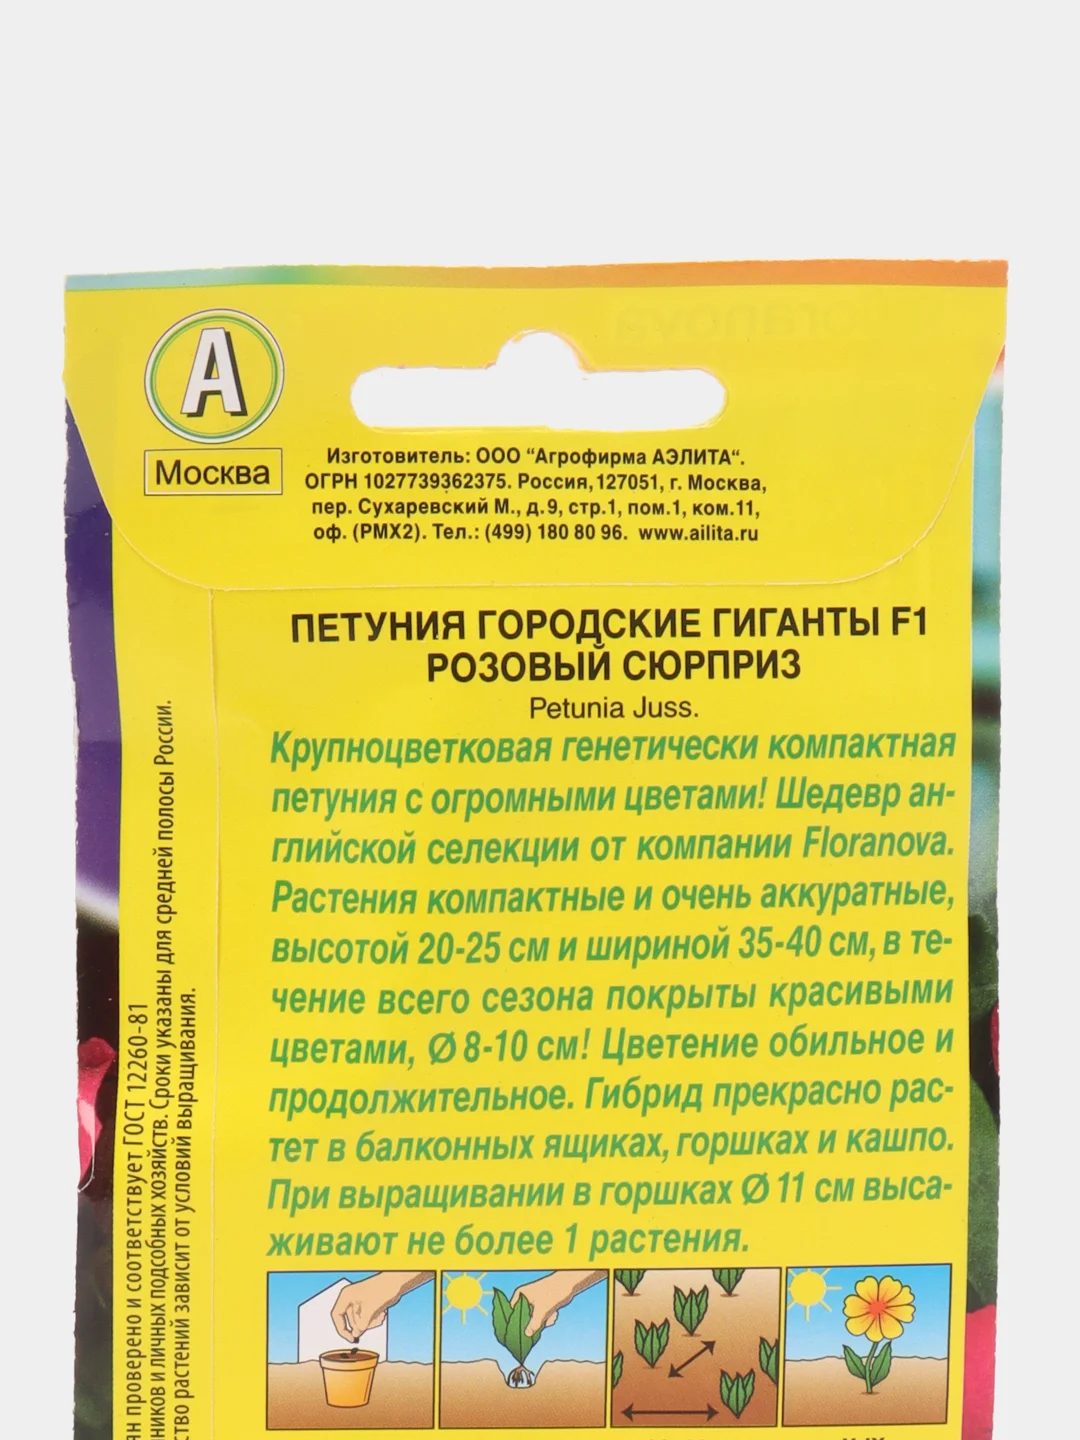 А
Москва
Изготовитель: ООО "Агрофирма АЭЛИТА".
ОГРН 1027739362375. Россия, 127051, г. Москва,
пер. Сухаревский М., д.9, стр.1, пом.1, ком.11,
оф. (РМХ2). Тел.: (499) 180 80 96. www.ailita.ru
ПЕТУНИЯ ГОРОДСКИЕ ГИГАНТЫ F1
РОЗОВЫЙ СЮРПРИЗ
Petunia Juss.
Крупноцветковая генетически компактная
петуния с огромными цветами! Шедевр ан-
глийской селекции от компании Floranova.
Растения компактные и очень аккуратные,
высотой 20-25 см и шириной 35-40 см, в те-
чение всего сезона покрыты красивыми
цветами, Ø 8-10 см! Цветение обильное и
продолжительное. Гибрид прекрасно рас-
тет в балконных ящиках, горшках и кашпо.
При выращивании в горшках Ø 11 см выса-
живают не более 1 растения.
проверено и соответствует ГОСТ 12260-81
и личных подсобных хозяйств. Сроки указаны для средней полосы России.
растений зависит от условий выращивания.